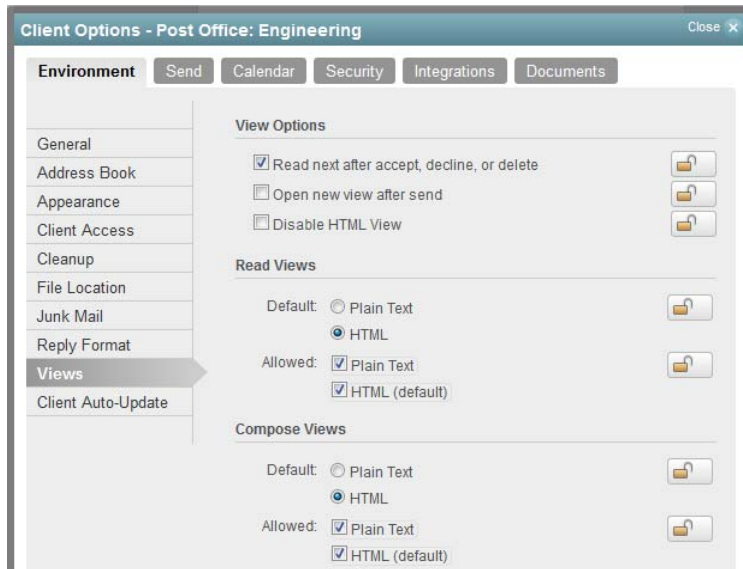 Client Options - Post Office: Engineering
Close
Environment Send Calendar Security Integrations Documents
General
Address Book
Appearance
Client Access
Cleanup
File Location
Junk Mail
Reply Format
Views
Client Auto-Update
View Options
Read next after accept, decline, or delete
Open new view after send
Disable HTML View
Read Views
Default: Plain Text
HTML
Allowed: Plain Text
HTML (default)
Compose Views
Default: Plain Text
HTML
Allowed: Plain Text
HTML (default)